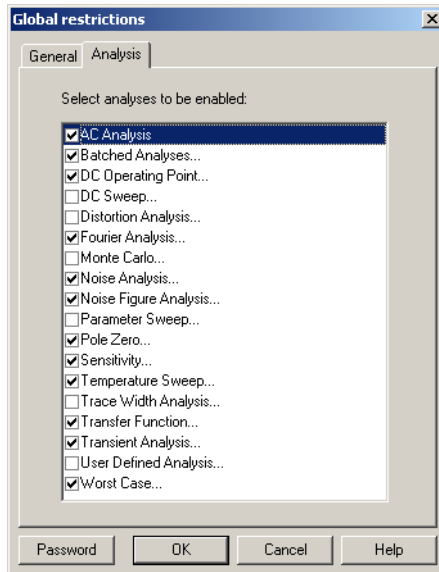 Global restrictions
General Analysis
Select analyses to be enabled:
AC Analysis
Batched Analyses...
DC Operating Point...
DC Sweep...
Distortion Analysis...
Fourier Analysis...
Monte Carlo...
Noise Analysis...
Noise Figure Analysis...
Parameter Sweep...
Pole Zero...
Sensitivity...
Temperature Sweep...
Trace Width Analysis...
Transfer Function...
Transient Analysis...
User Defined Analysis...
Worst Case...
Password OK Cancel Help